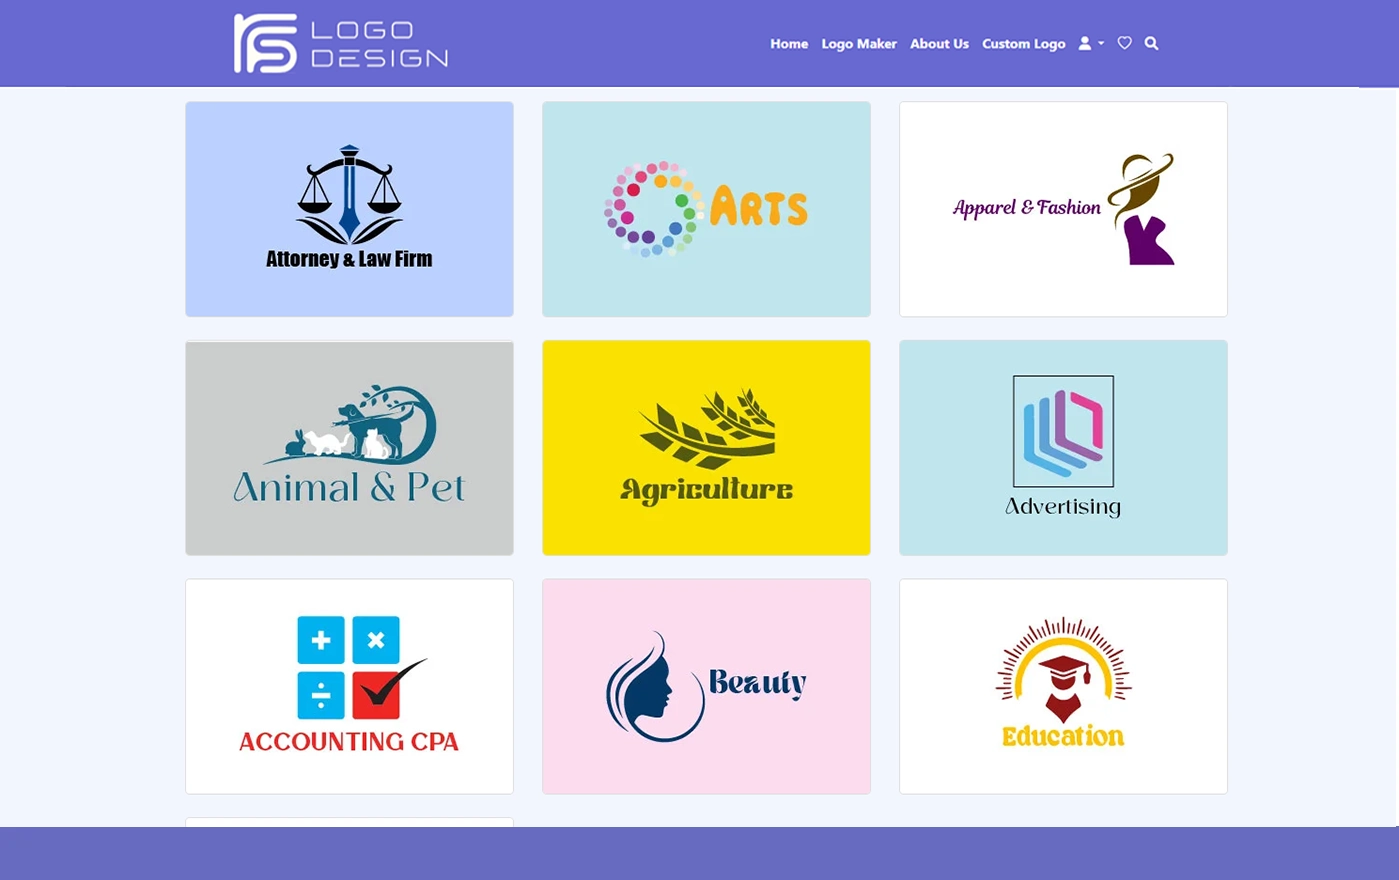 rs LOGO
DESIGN
Home Logo Maker About Us Custom Logo
Attorney & Law Firm
ARTS
Apparel & Fashion
Animal & Pet
Agriculture
Advertising
ACCOUNTING CPA
Beauty
Education